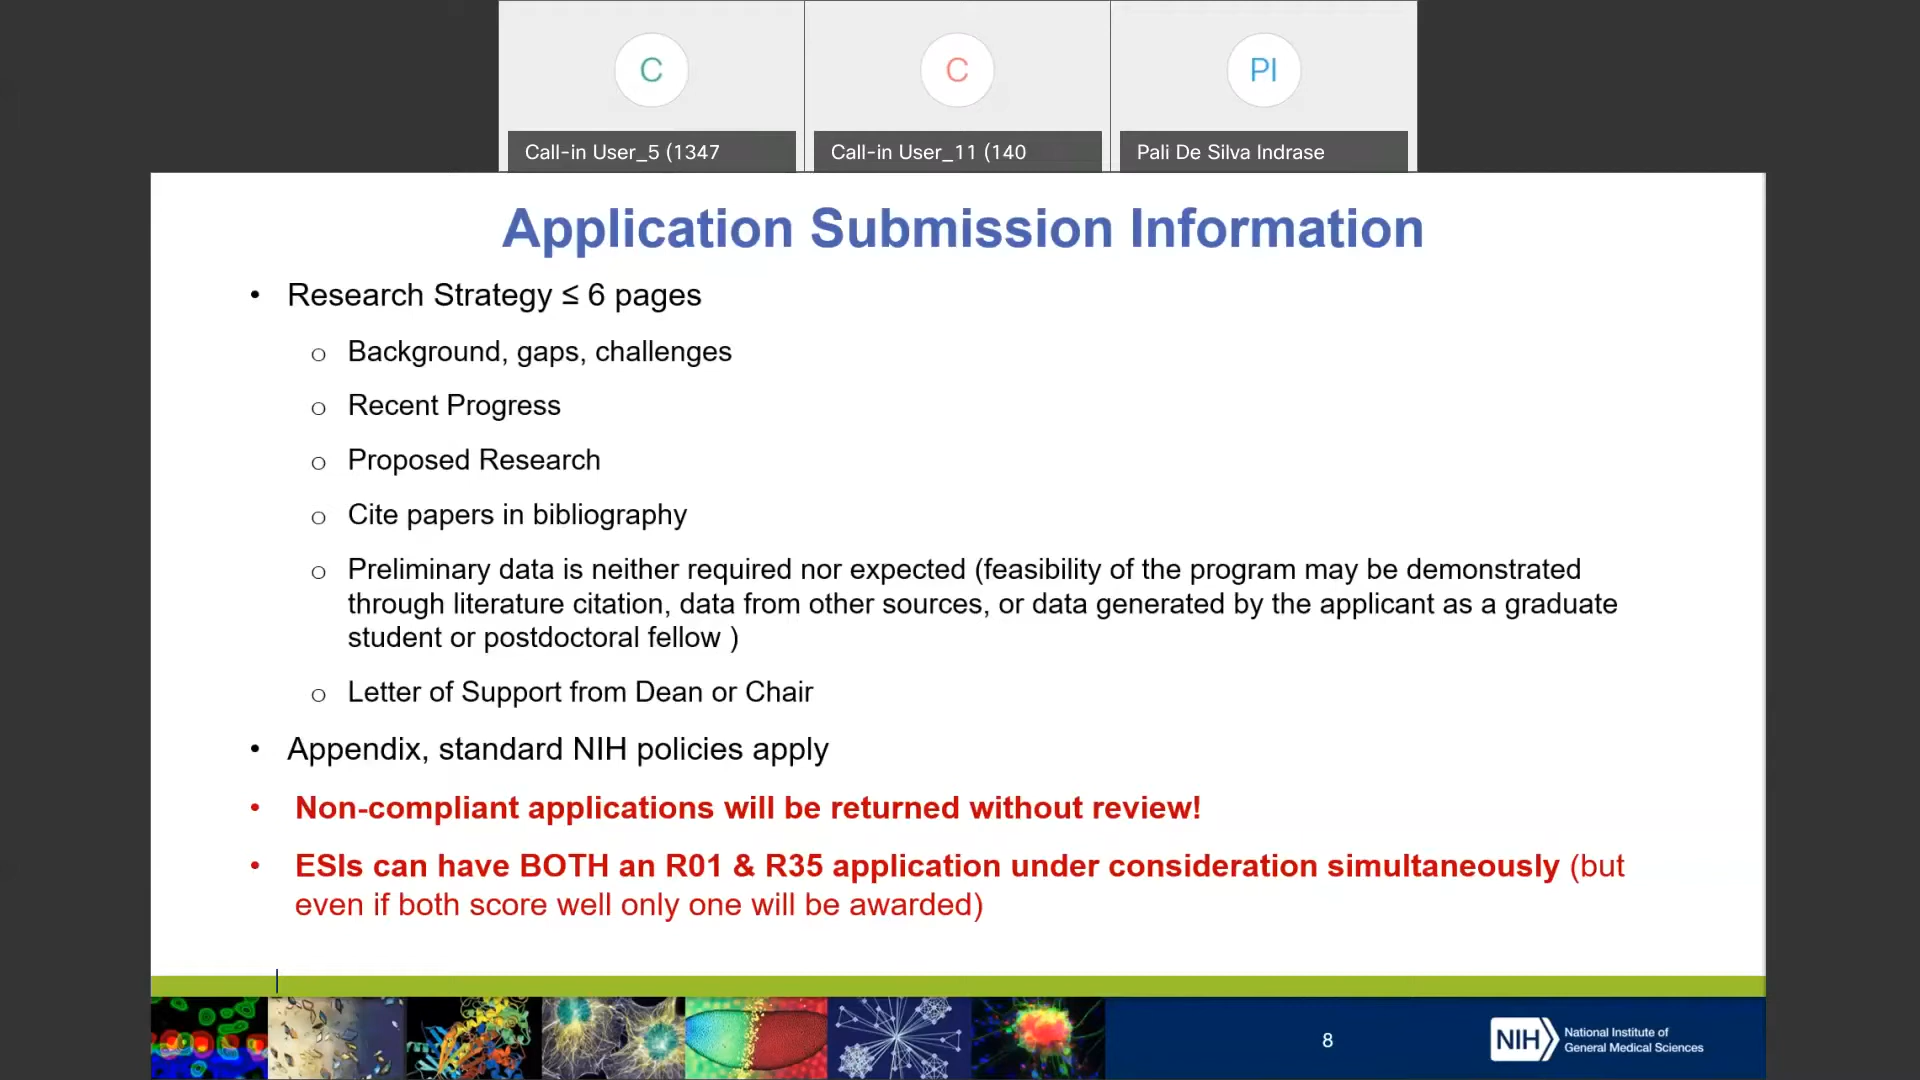 C
C
PI
Call-in User_5 (1347
Call-in User_11 (140
Pali De Silva Indrase
Application Submission Information
• Research Strategy ≤ 6 pages
o Background, gaps, challenges
o Recent Progress
o Proposed Research
o Cite papers in bibliography
o Preliminary data is neither required nor expected (feasibility of the program may be demonstrated
through literature citation, data from other sources, or data generated by the applicant as a graduate
student or postdoctoral fellow )
o Letter of Support from Dean or Chair
• Appendix, standard NIH policies apply
• Non-compliant applications will be returned without review!
• ESIs can have BOTH an R01 & R35 application under consideration simultaneously (but
even if both score well only one will be awarded)
8
NIH
National Institute of
General Medical Sciences